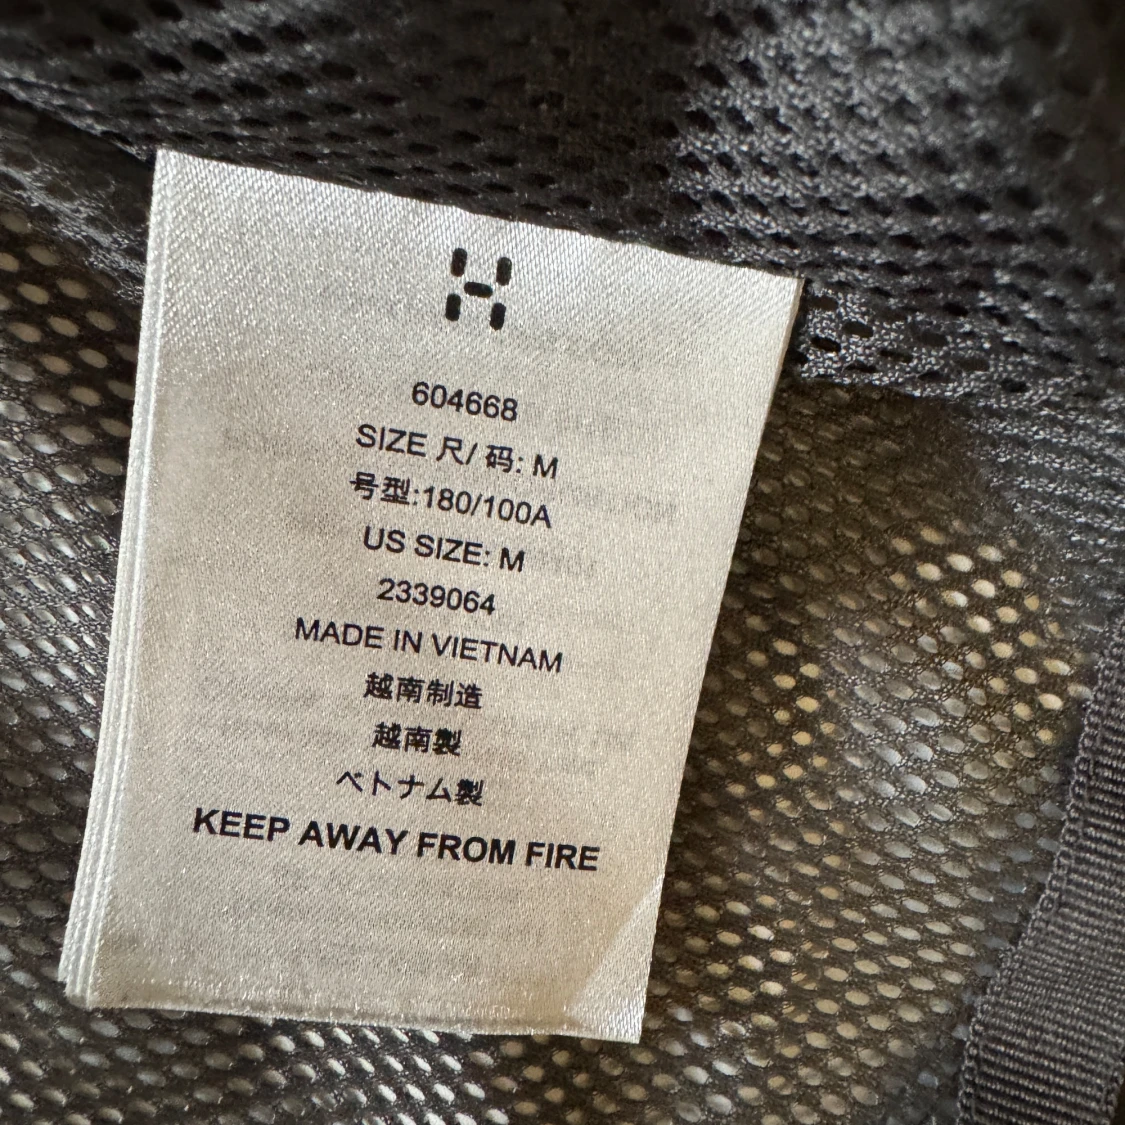 604668
SIZE 尺/ 码: M
号型:180/100A
US SIZE: M
2339064
MADE IN VIETNAM
越南制造
越南製
ベトナム製
KEEP AWAY FROM FIRE